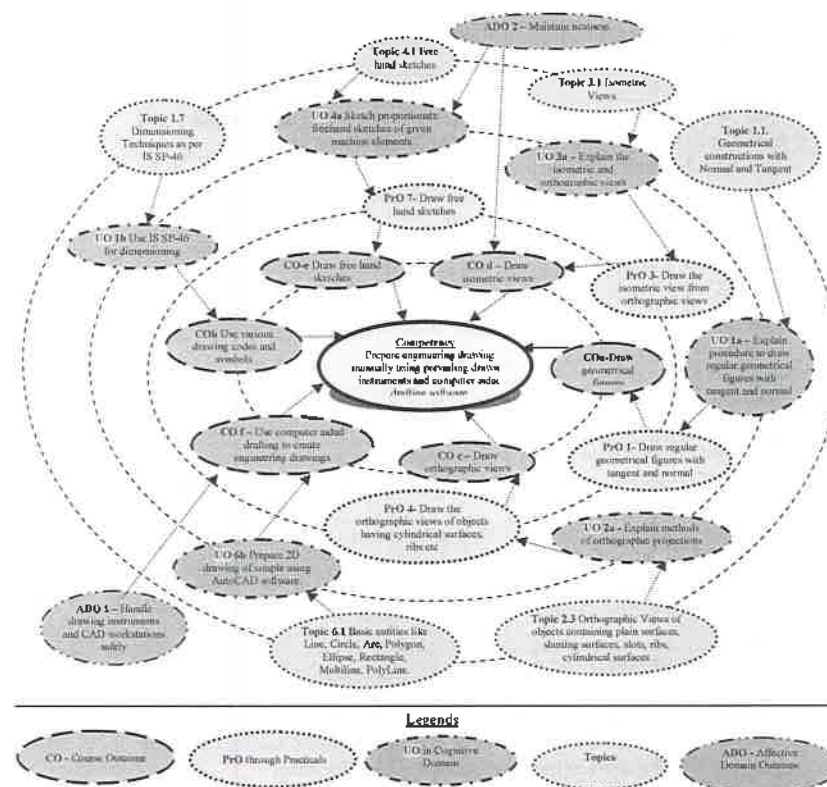 ADO 2 – Maintain neatness
Topic 4.1 Free
hand sketches
Topic 3.1 Isometric
Views
Topic 1.7
Dimensioning
Techniques as per
IS SP-46
UO 4a Sketch proportionate
freehand sketches of given
machine elements
Topic 1.1.
Geometrical
constructions with
Normal and Tangent
UO 3a – Explain the
isometric and
orthographic views
PrO 7- Draw free
hand sketches
UO 1b Use IS SP-46
for dimensioning
CO-e Draw free hand
sketches
CO d – Draw
isometric views
PrO 3- Draw the
isometric view from
orthographic views
COb Use various
drawing codes and
symbols
Competency
Prepare engineering drawing
manually using prevailing drawing
instruments and computer aided
drafting software
COa-Draw
geometrical
figures
UO 1a – Explain
procedure to draw
regular geometrical
figures with
tangent and normal
CO f – Use computer aided
drafting to create
engineering drawings
CO c – Draw
orthographic views
PrO 1- Draw regular
geometrical figures with
tangent and normal
PrO 4- Draw the
orthographic views of objects
having cylindrical surfaces,
ribs etc
UO 2a - Explain methods
of orthographic projections
UO 6b Prepare 2D
drawing of simple using
AutoCAD software.
ADO 1 – Handle
drawing instruments
and CAD workstations
safely
Topic 6.1 Basic entities like
Line, Circle, Arc, Polygon,
Ellipse, Rectangle,
Multiline, PolyLine.
Topic 2.3 Orthographic Views of
objects containing plain surfaces,
slanting surfaces, slots, ribs,
cylindrical surfaces
Legends
CO - Course Outcome
PrO through Practicals
UO in Cognitive
Domain
Topics
ADO - Affective
Domain Outcome